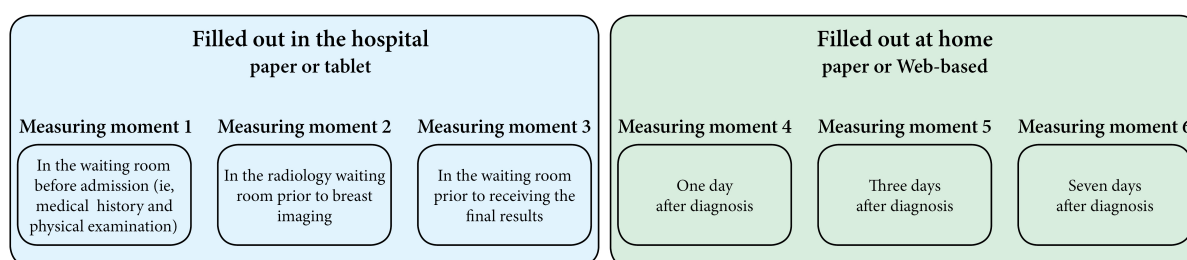 Filled out in the hospital
paper or tablet
Measuring moment 1
In the waiting room
before admission (ie,
medical history and
physical examination)
Measuring moment 2
In the radiology waiting
room prior to breast
imaging
Measuring moment 3
In the waiting room
prior to receiving the
final results
Filled out at home
paper or Web-based
Measuring moment 4
One day
after diagnosis
Measuring moment 5
Three days
after diagnosis
Measuring moment 6
Seven days
after diagnosis